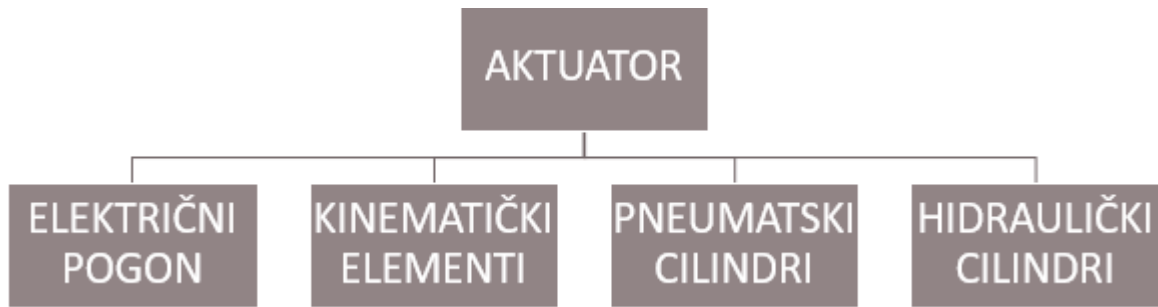 AKTUATOR
ELEKTRIČNI
POGON
KINEMATIČKI
ELEMENTI
PNEUMATSKI
CILINDRI
HIDRAULIČKI
CILINDRI